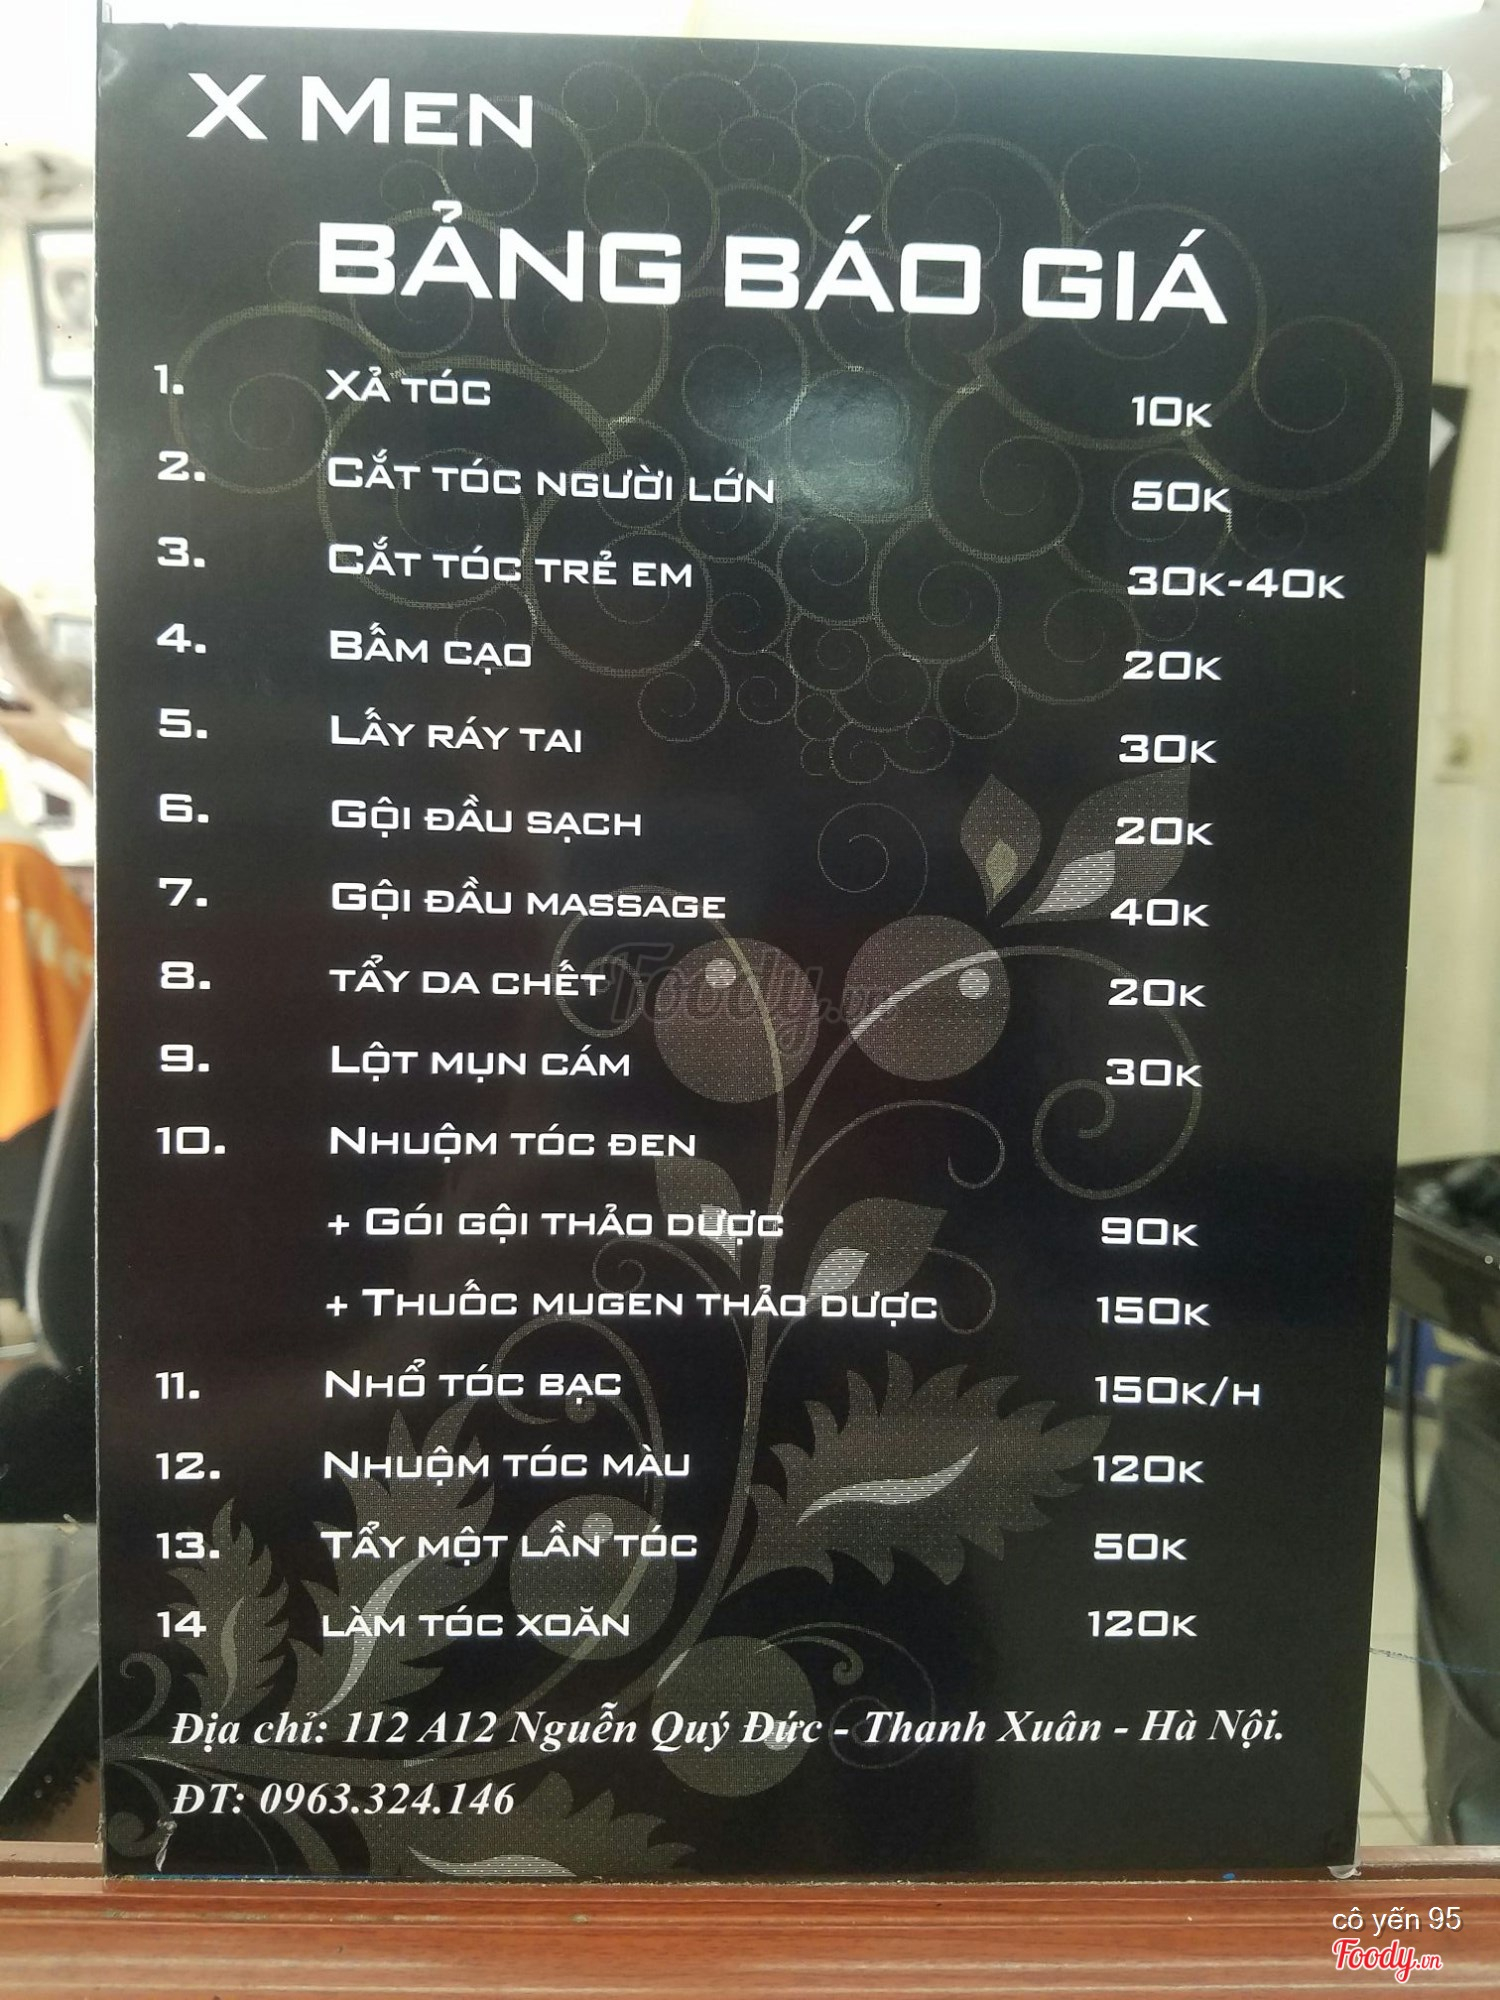 X MEN
BẢNG BÁO GIÁ
1. XẢ TÓC 10K
2. CẮT TÓC NGƯỜI LỚN 50K
3. CẮT TÓC TRẺ EM 30K-40K
4. BẤM CẠO 20K
5. LẤY RÁY TAI 30K
6. GỘI ĐẦU SẠCH 20K
7. GỘI ĐẦU MASSAGE 40K
8. TẨY DA CHẾT 20K
9. LỘT MỤN CÁM 30K
10. NHUỘM TÓC ĐEN
+ GÓI GỘI THẢO DƯỢC 90K
+ THUỐC MUGEN THẢO DƯỢC 150K
11. NHỔ TÓC BẠC 150K/H
12. NHUỘM TÓC MÀU 120K
13. TẨY MỘT LẦN TÓC 50K
14 LÀM TÓC XOĂN 120K
Địa chỉ: 112 A12 Nguễn Quý Đức - Thanh Xuân - Hà Nội.
ĐT: 0963.324.146
Foody.vn
cô yến 95
Foody.vn